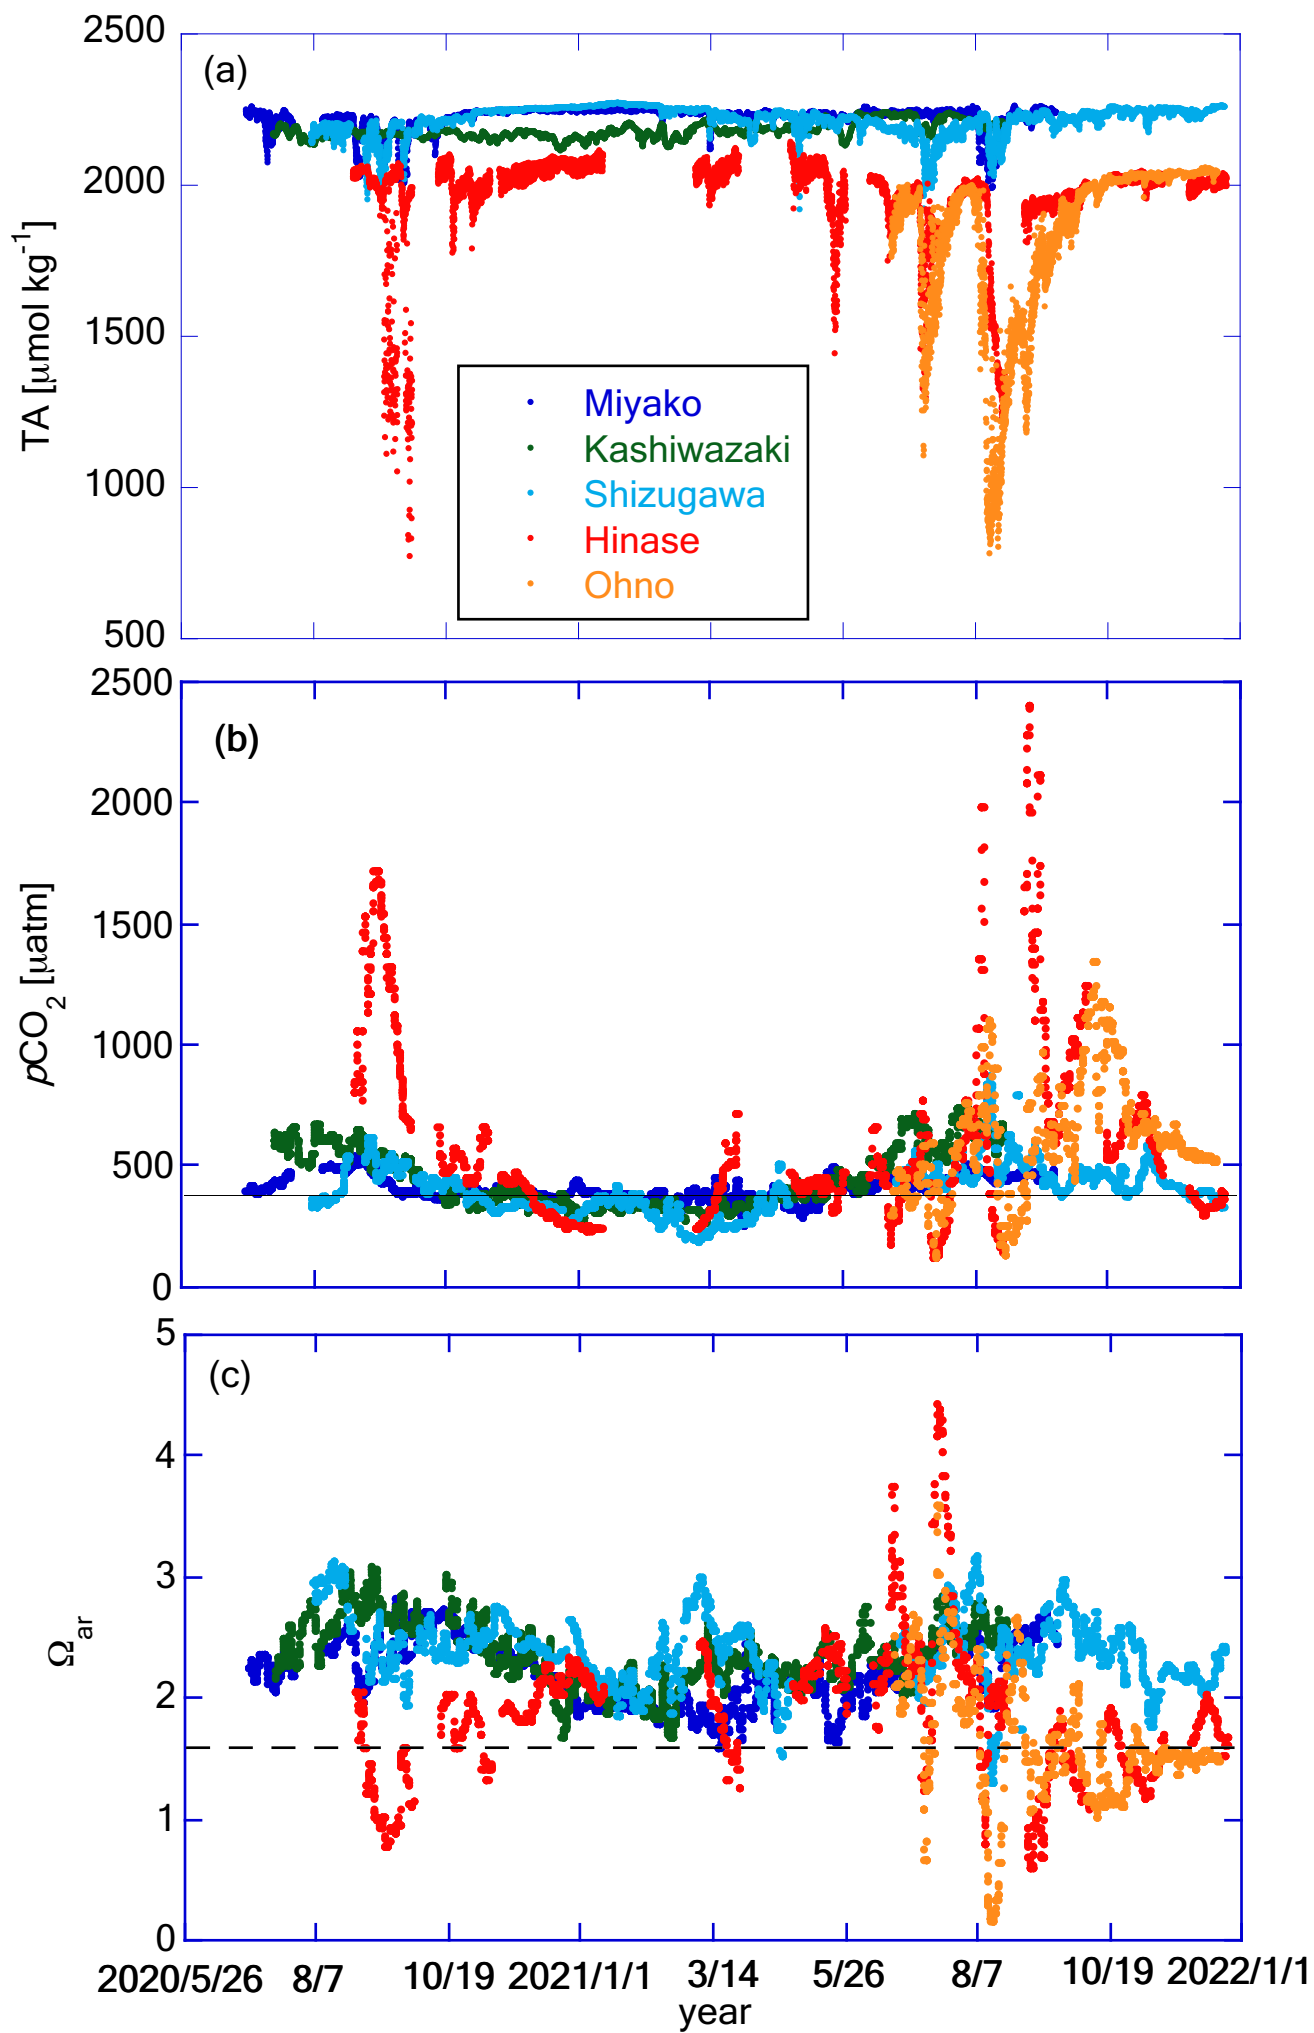 2500
(a)
2000
1500
1000
500
TA [μmol kg⁻¹]
Miyako
Kashiwazaki
Shizugawa
Hinase
Ohno
2500
(b)
2000
1500
1000
500
0
pCO₂ [μatm]
5
(c)
4
3
2
1
0
Ωar
2020/5/26 8/7 10/19 2021/1/1 3/14 5/26 8/7 10/19 2022/1/1
year